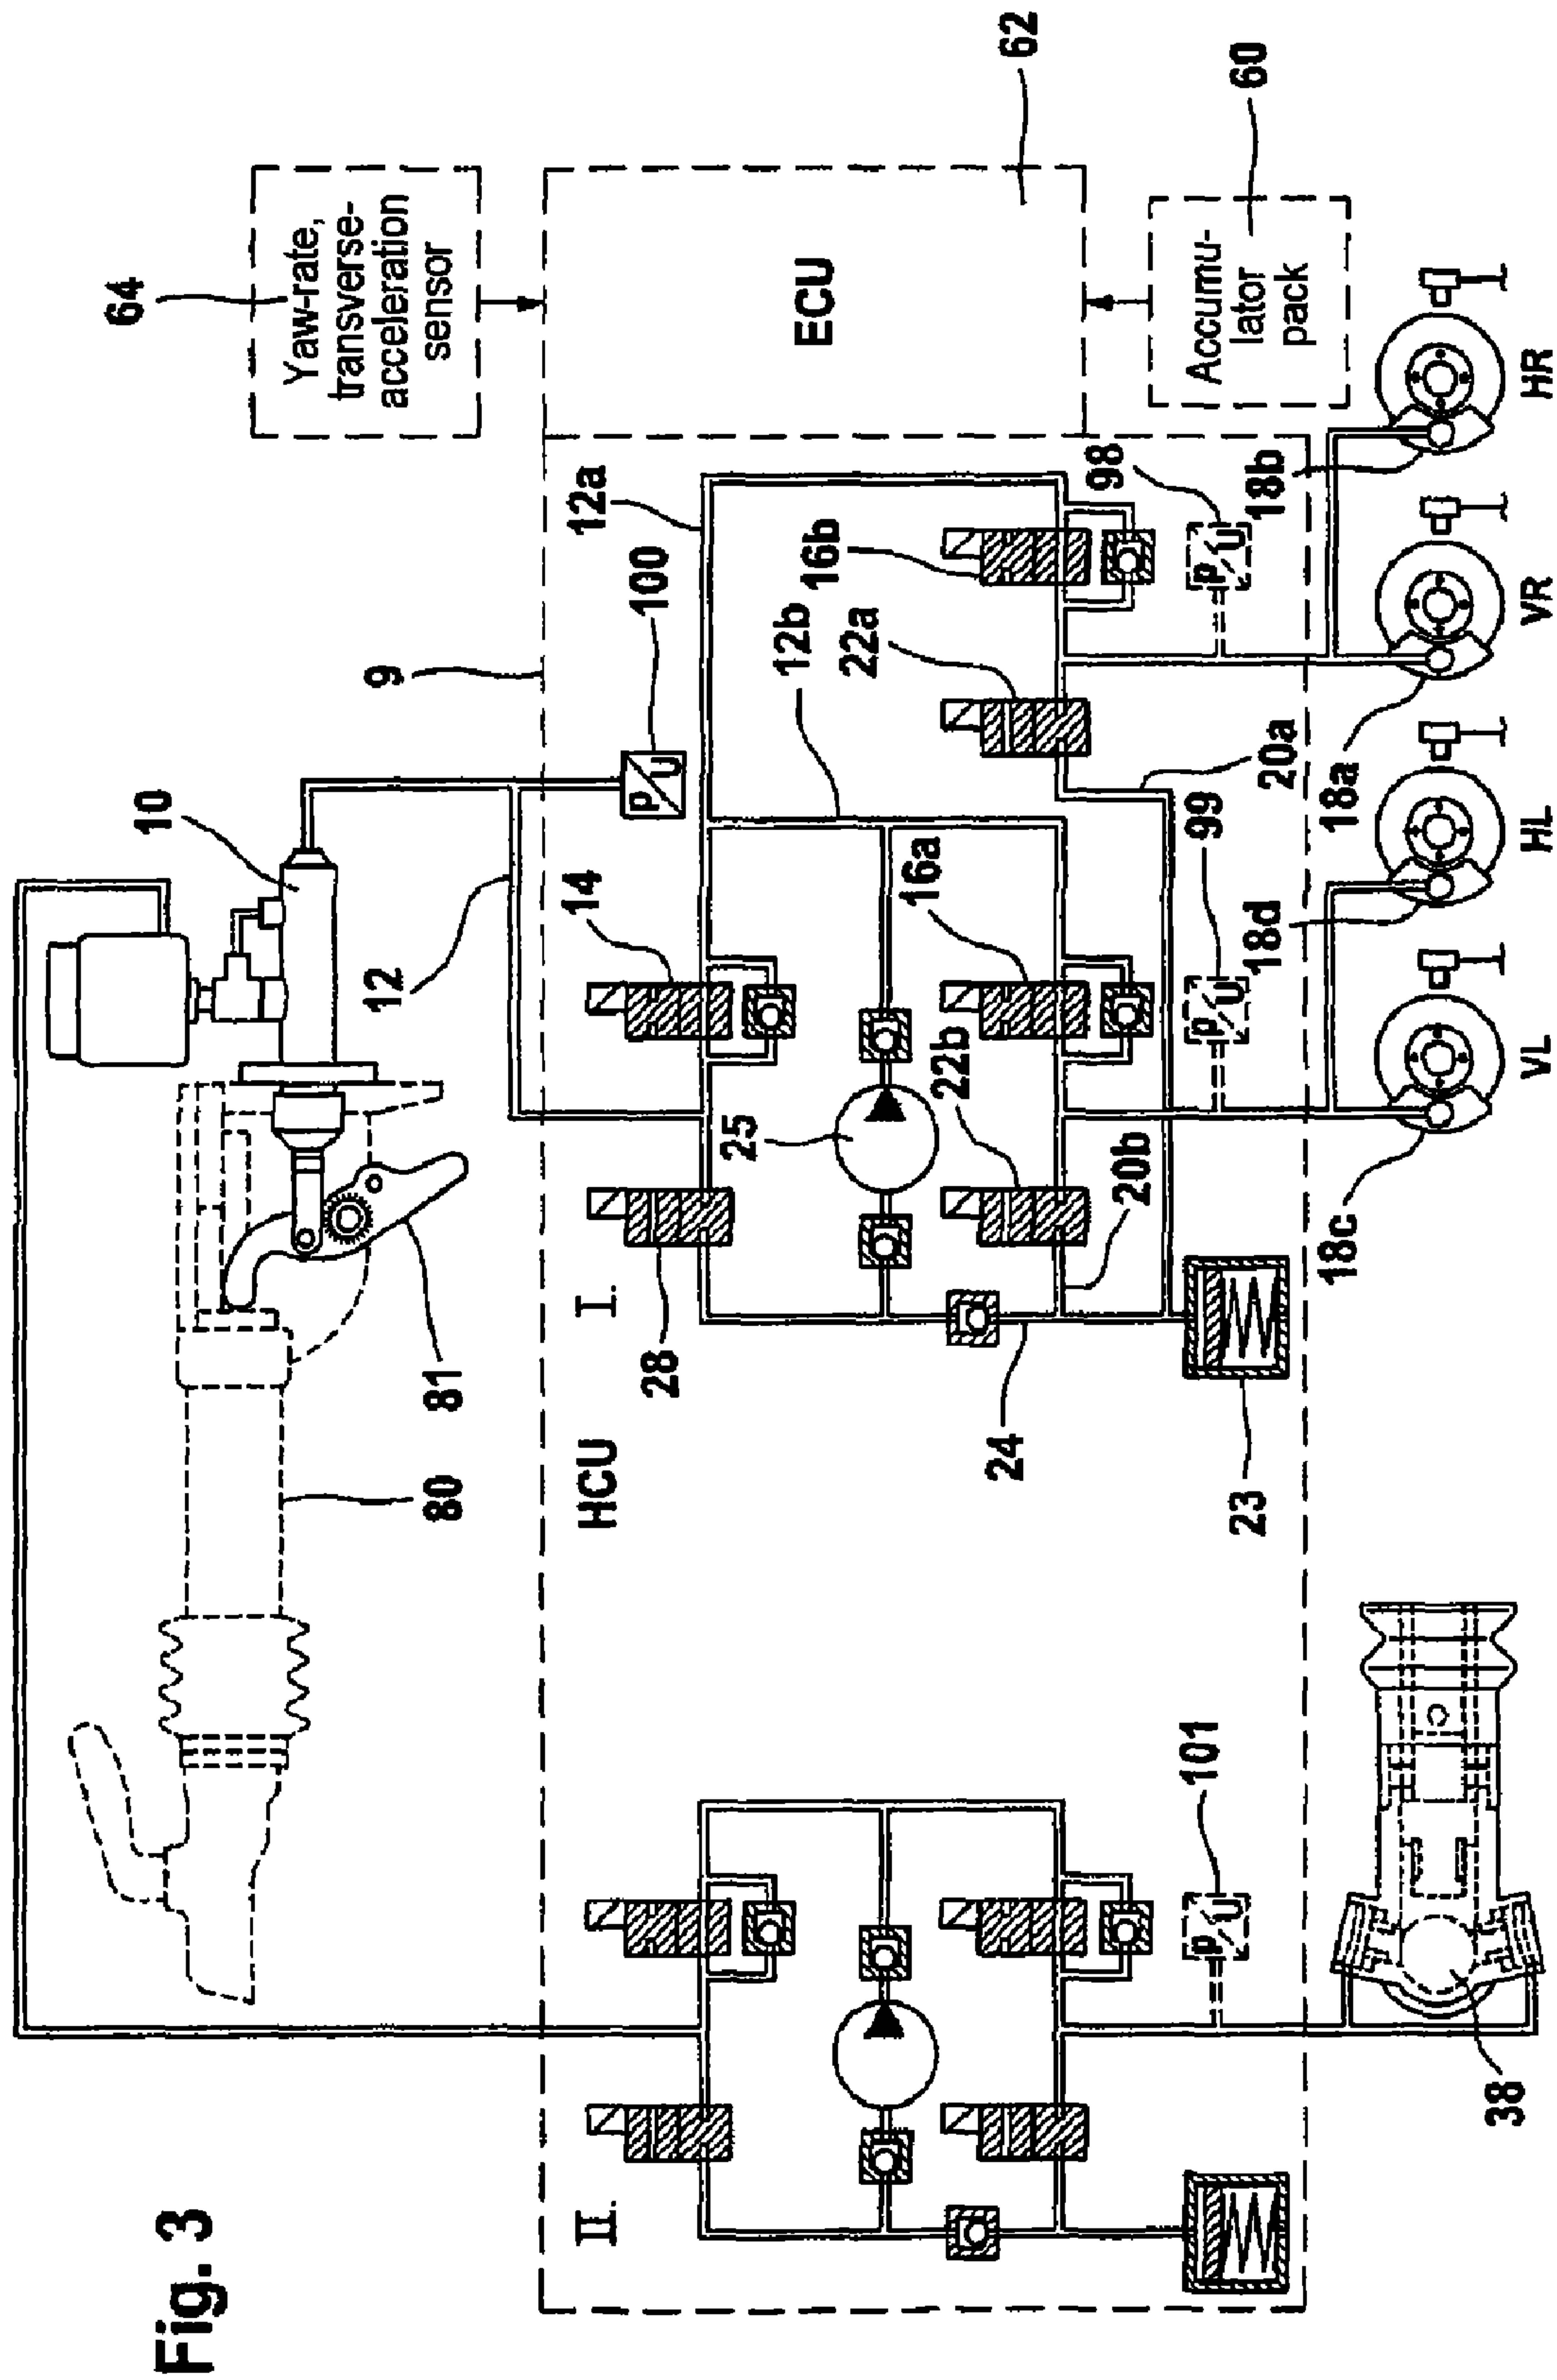 Fig. 3
10
12
80
81
64
Yaw-rate,
transverse-
acceleration
sensor
9
100
P
U
12a
HCU
ECU
62
I.
II.
14
28
25
12b
22a
16b
16a
22b
20b
24
20a
23
98
P
U
99
P
U
101
P
U
60
Accumu-
lator
pack
18c
18d
18a
18b
38
VL
HL
VR
HR